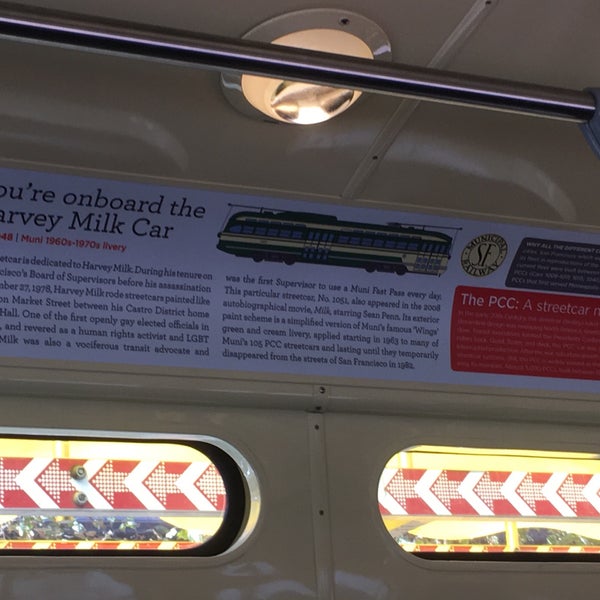 ou're onboard the
arvey Milk Car
948 | Muni 1960s-1970s livery
etcar is dedicated to Harvey Milk. During his tenure on
cisco's Board of Supervisors before his assassination
ber 27, 1978, Harvey Milk rode streetcars painted like
on Market Street between his Castro District home
Hall. One of the first openly gay elected officials in
, and revered as a human rights activist and LGBT
Milk was also a vociferous transit advocate and
was the first Supervisor to use a Muni Fast Pass every day.
This particular streetcar, No. 1051, also appeared in the 2008
autobiographical movie, Milk, starring Sean Penn. Its exterior
paint scheme is a simplified version of Muni's famous 'Wings'
green and cream livery, applied starting in 1963 to many of
Muni's 105 PCC streetcars and lasting until they temporarily
disappeared from the streets of San Francisco in 1982.
MUNICIPAL
SF
RAILWAY
WHY ALL THE DIFFERENT C
The PCC: A streetcar n